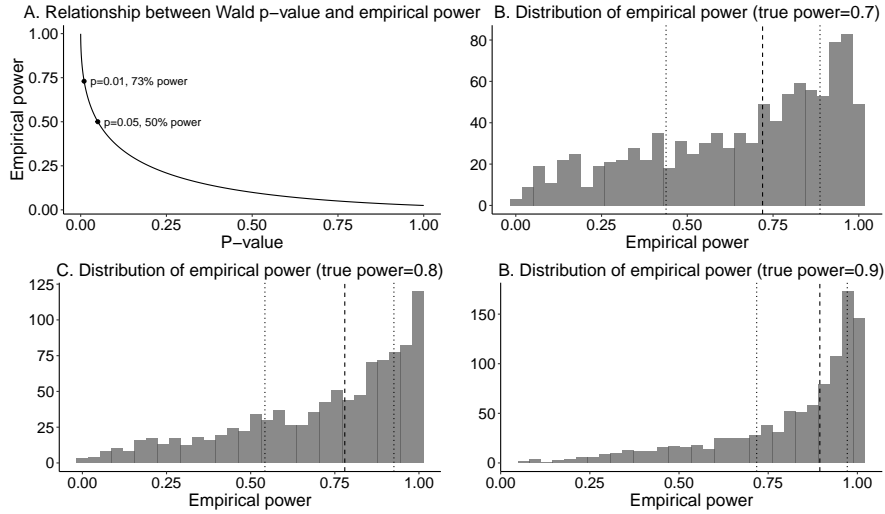 A. Relationship between Wald p−value and empirical power
1.00
0.75
0.50
0.25
0.00
Empirical power
p=0.01, 73% power
p=0.05, 50% power
0.00 0.25 0.50 0.75 1.00
P−value
B. Distribution of empirical power (true power=0.7)
80
60
40
20
0
0.00 0.25 0.50 0.75 1.00
Empirical power
C. Distribution of empirical power (true power=0.8)
125
100
75
50
25
0
0.00 0.25 0.50 0.75 1.00
Empirical power
B. Distribution of empirical power (true power=0.9)
150
100
50
0
0.00 0.25 0.50 0.75 1.00
Empirical power